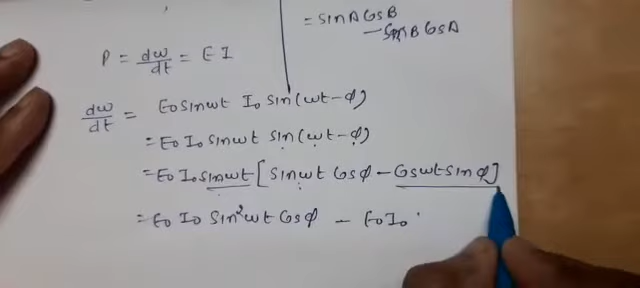 = sinA CosB
- sinB CosA
P = dw/dt = E I
dw/dt = E0 sinωt I0 sin(ωt-φ)
= E0 I0 sinωt sin(ωt-φ)
= E0 I0 sinωt [sinωt Cosφ - Cosωt sinφ]
= E0 I0 sin²ωt Cosφ - E0 I0